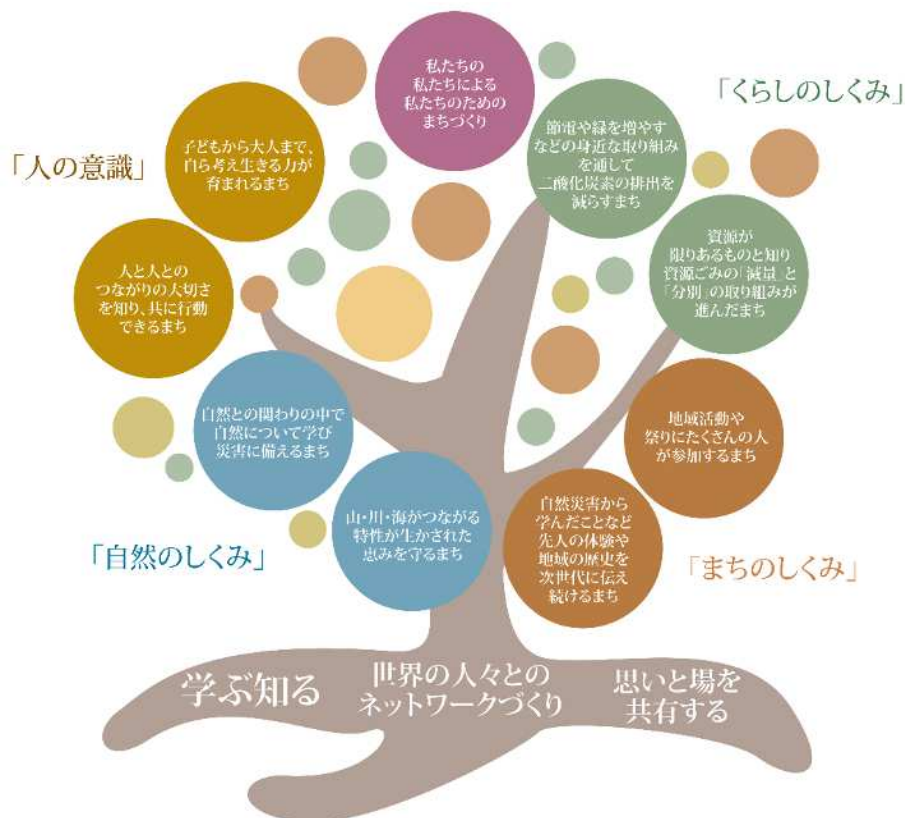 私たちの
私たちによる
私たちのための
まちづくり
「くらしのしくみ」
節電や緑を増やす
などの身近な取り組み
を通して
二酸化炭素の排出を
減らすまち
資源が
限りあるものと知り
資源ごみの「減量」と
「分別」の取り組みが
進んだまち
「人の意識」
子どもから大人まで、
自ら考え生きる力が
育まれるまち
人と人との
つながりの大切さ
を知り、共に行動
できるまち
自然との関わりの中で
自然について学び
災害に備えるまち
山・川・海がつながる
特性が生かされた
恵みを守るまち
「自然のしくみ」
地域活動や
祭りにたくさんの人
が参加するまち
自然災害から
学んだことなど
先人の体験や
地域の歴史を
次世代に伝え
続けるまち
「まちのしくみ」
学ぶ知る
世界の人々との
ネットワークづくり
思いと場を
共有する